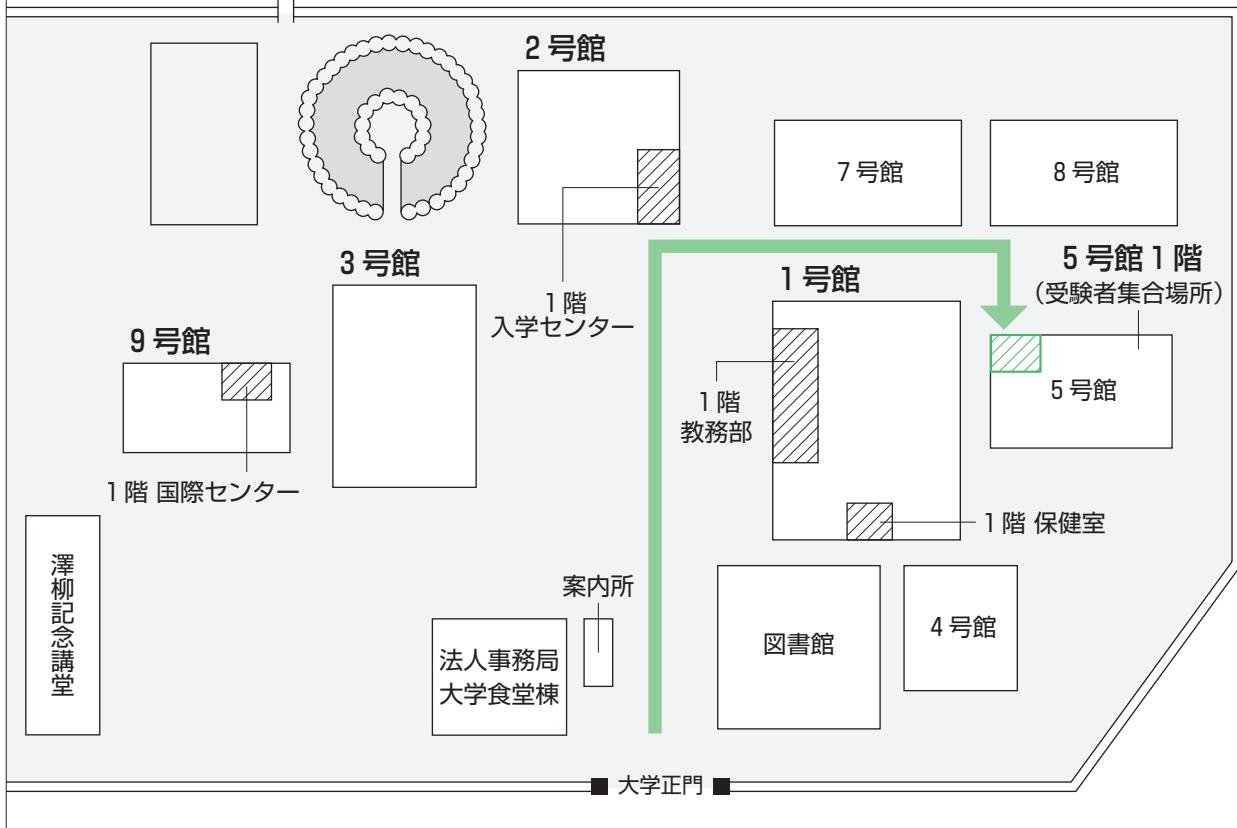 2号館
7号館
8号館
3号館
1階
入学センター
1号館
5号館1階
（受験者集合場所）
9号館
1階
教務部
5号館
1階 国際センター
1階 保健室
澤柳記念講堂
案内所
法人事務局
大学食堂棟
図書館
4号館
大学正門